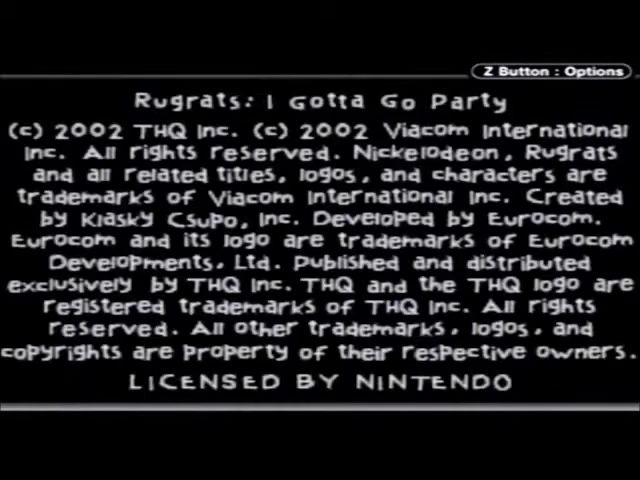 Z Button : Options
Rugrats: I Gotta Go Party
(c) 2002 THQ Inc. (c) 2002 Viacom International
Inc. All rights reserved. Nickelodeon, Rugrats
and all related titles, logos, and characters are
trademarks of Viacom International Inc. Created
by Klasky Csupo, Inc. Developed by Eurocom.
Eurocom and its logo are trademarks of Eurocom
Developments, Ltd. Published and distributed
exclusively by THQ Inc. THQ and the THQ logo are
registered trademarks of THQ Inc. All rights
reserved. All other trademarks, logos, and
copyrights are property of their respective owners.
LICENSED BY NINTENDO